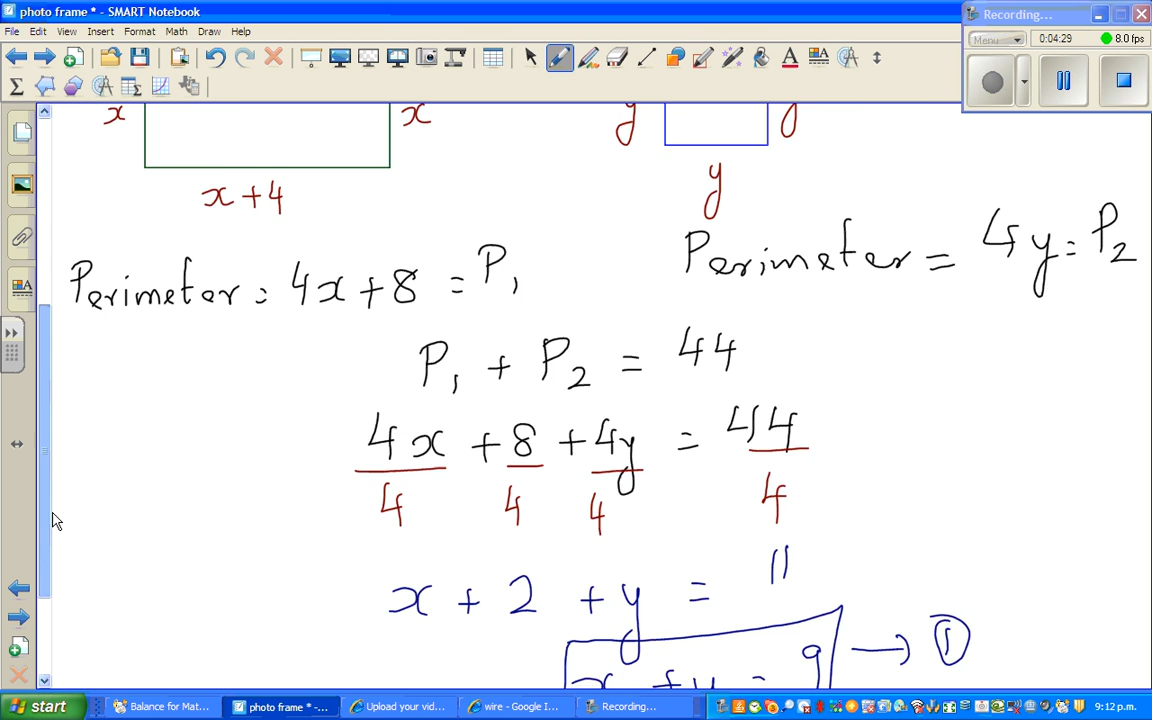 photo frame * - SMART Notebook
Recording...
File Edit View Insert Format Math Draw Help
Menu 0:04:29 8.0 fps
x x y y
x + 4 y
Perimeter = 4x + 8 = P1
Perimeter = 4y = P2
P1 + P2 = 44
4x + 8 + 4y = 44
4 4 4 4
x + 2 + y = 11
x + y = 9 → ①
start Balance for Mat... photo frame * -... Upload your vid... wire - Google I... Recording... 9:12 p.m.